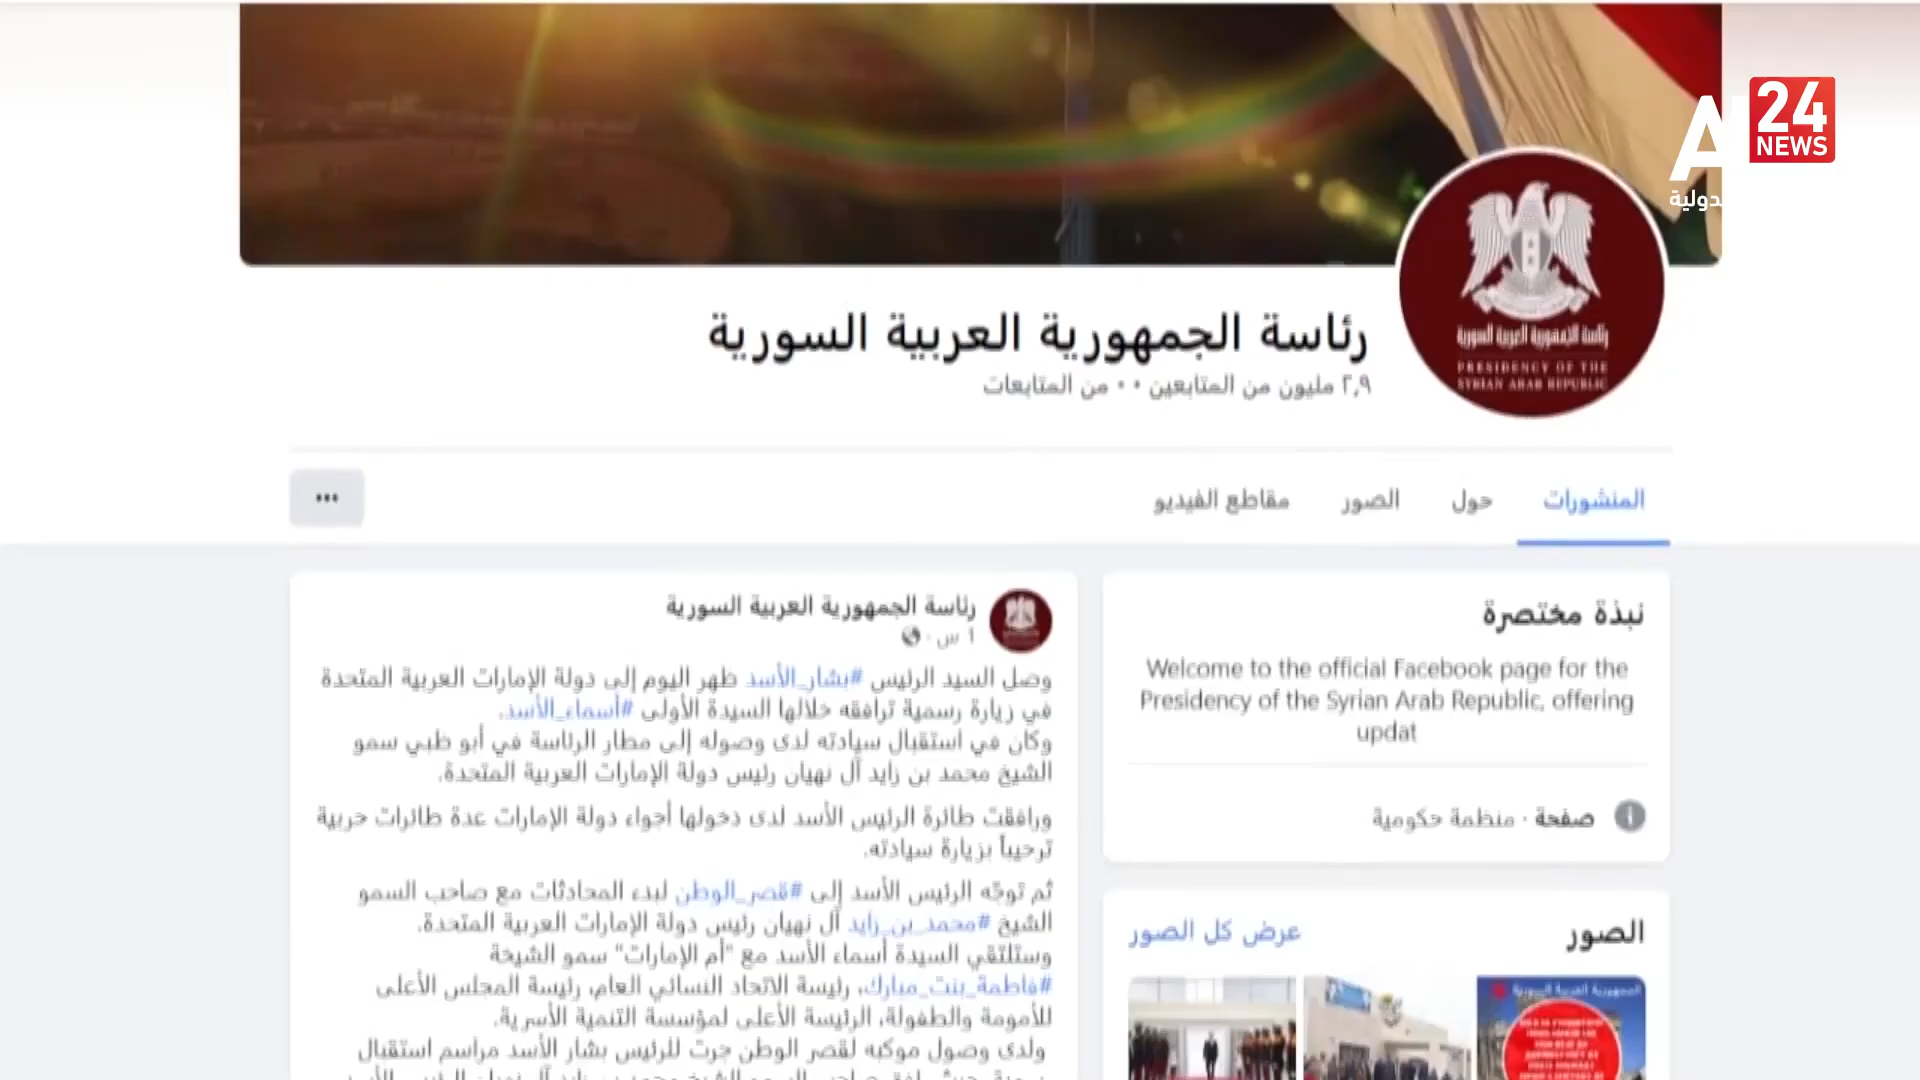 24
NEWS
دولية
رئاسة الجمهورية العربية السورية
PRESIDENCY OF THE
SYRIAN ARAB REPUBLIC
رئاسة الجمهورية العربية السورية
٢,٩ مليون من المتابعين • ٠ من المتابعات
المنشورات
حول
الصور
مقاطع الفيديو
رئاسة الجمهورية العربية السورية
١ س ·
وصل السيد الرئيس #بشار_الأسد ظهر اليوم إلى دولة الإمارات العربية المتحدة
في زيارة رسمية ترافقه خلالها السيدة الأولى #أسماء_الأسد.
وكان في استقبال سيادته لدى وصوله إلى مطار الرئاسة في أبو ظبي سمو
الشيخ محمد بن زايد آل نهيان رئيس دولة الإمارات العربية المتحدة.
ورافقت طائرة الرئيس الأسد لدى دخولها أجواء دولة الإمارات عدة طائرات حربية
ترحيباً بزيارة سيادته.
ثم توجّه الرئيس الأسد إلى #قصر_الوطن لبدء المحادثات مع صاحب السمو
الشيخ #محمد_بن_زايد آل نهيان رئيس دولة الإمارات العربية المتحدة.
وستلتقي السيدة أسماء الأسد مع "أم الإمارات" سمو الشيخة
#فاطمة_بنت_مبارك، رئيسة الاتحاد النسائي العام، رئيسة المجلس الأعلى
للأمومة والطفولة، الرئيسة الأعلى لمؤسسة التنمية الأسرية.
ولدى وصول موكبه لقصر الوطن جرت للرئيس بشار الأسد مراسم استقبال
نبذة مختصرة
Welcome to the official Facebook page for the
Presidency of the Syrian Arab Republic, offering
updat
صفحة · منظمة حكومية
الصور
عرض كل الصور
الجمهورية العربية السورية